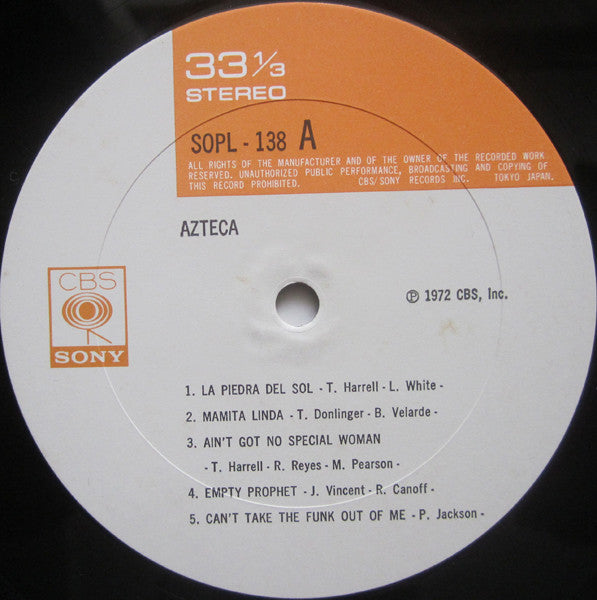 33 1/3
STEREO
SOPL - 138 A
ALL RIGHTS OF THE MANUFACTURER AND OF THE OWNER OF THE RECORDED WORK
RESERVED. UNAUTHORIZED PUBLIC PERFORMANCE, BROADCASTING AND COPYING OF
THIS RECORD PROHIBITED. CBS/SONY RECORDS INC. TOKYO JAPAN.
AZTECA
CBS
SONY
℗ 1972 CBS, Inc.
1. LA PIEDRA DEL SOL - T. Harrell - L. White -
2. MAMITA LINDA - T. Donlinger - B. Velarde -
3. AIN'T GOT NO SPECIAL WOMAN
- T. Harrell - R. Reyes - M. Pearson -
4. EMPTY PROPHET - J. Vincent - R. Canoff -
5. CAN'T TAKE THE FUNK OUT OF ME - P. Jackson -